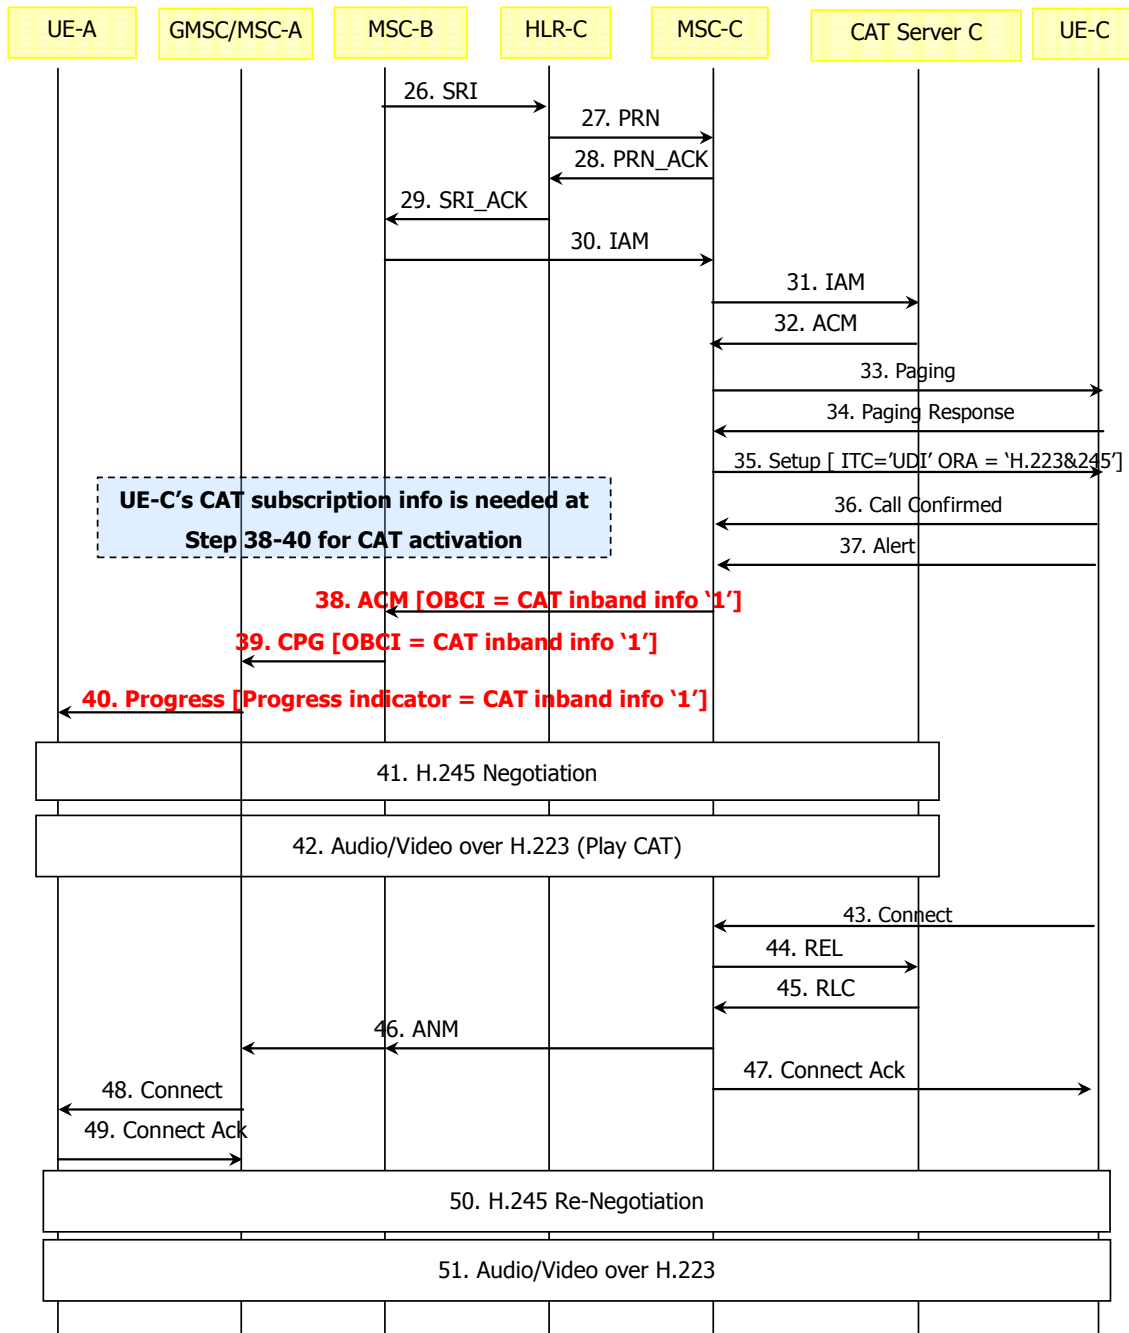 UE-A
GMSC/MSC-A
MSC-B
HLR-C
MSC-C
CAT Server C
UE-C
26. SRI
27. PRN
28. PRN_ACK
29. SRI_ACK
30. IAM
31. IAM
32. ACM
33. Paging
34. Paging Response
35. Setup [ ITC=’UDI’ ORA = ‘H.223&245’]
UE-C’s CAT subscription info is needed at
Step 38-40 for CAT activation
36. Call Confirmed
37. Alert
38. ACM [OBCI = CAT inband info ‘1’]
39. CPG [OBCI = CAT inband info ‘1’]
40. Progress [Progress indicator = CAT inband info ‘1’]
41. H.245 Negotiation
42. Audio/Video over H.223 (Play CAT)
43. Connect
44. REL
45. RLC
46. ANM
47. Connect Ack
48. Connect
49. Connect Ack
50. H.245 Re-Negotiation
51. Audio/Video over H.223